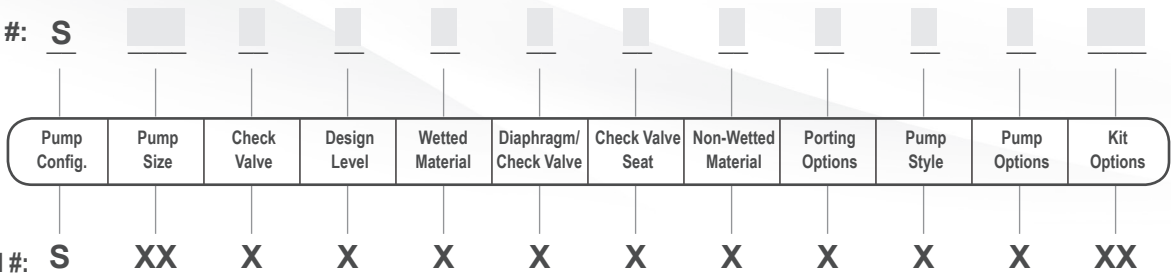 #: S
Pump Config. Pump Size Check Valve Design Level Wetted Material Diaphragm/ Check Valve Check Valve Seat Non-Wetted Material Porting Options Pump Style Pump Options Kit Options
#: S XX X X X X X X X X X XX